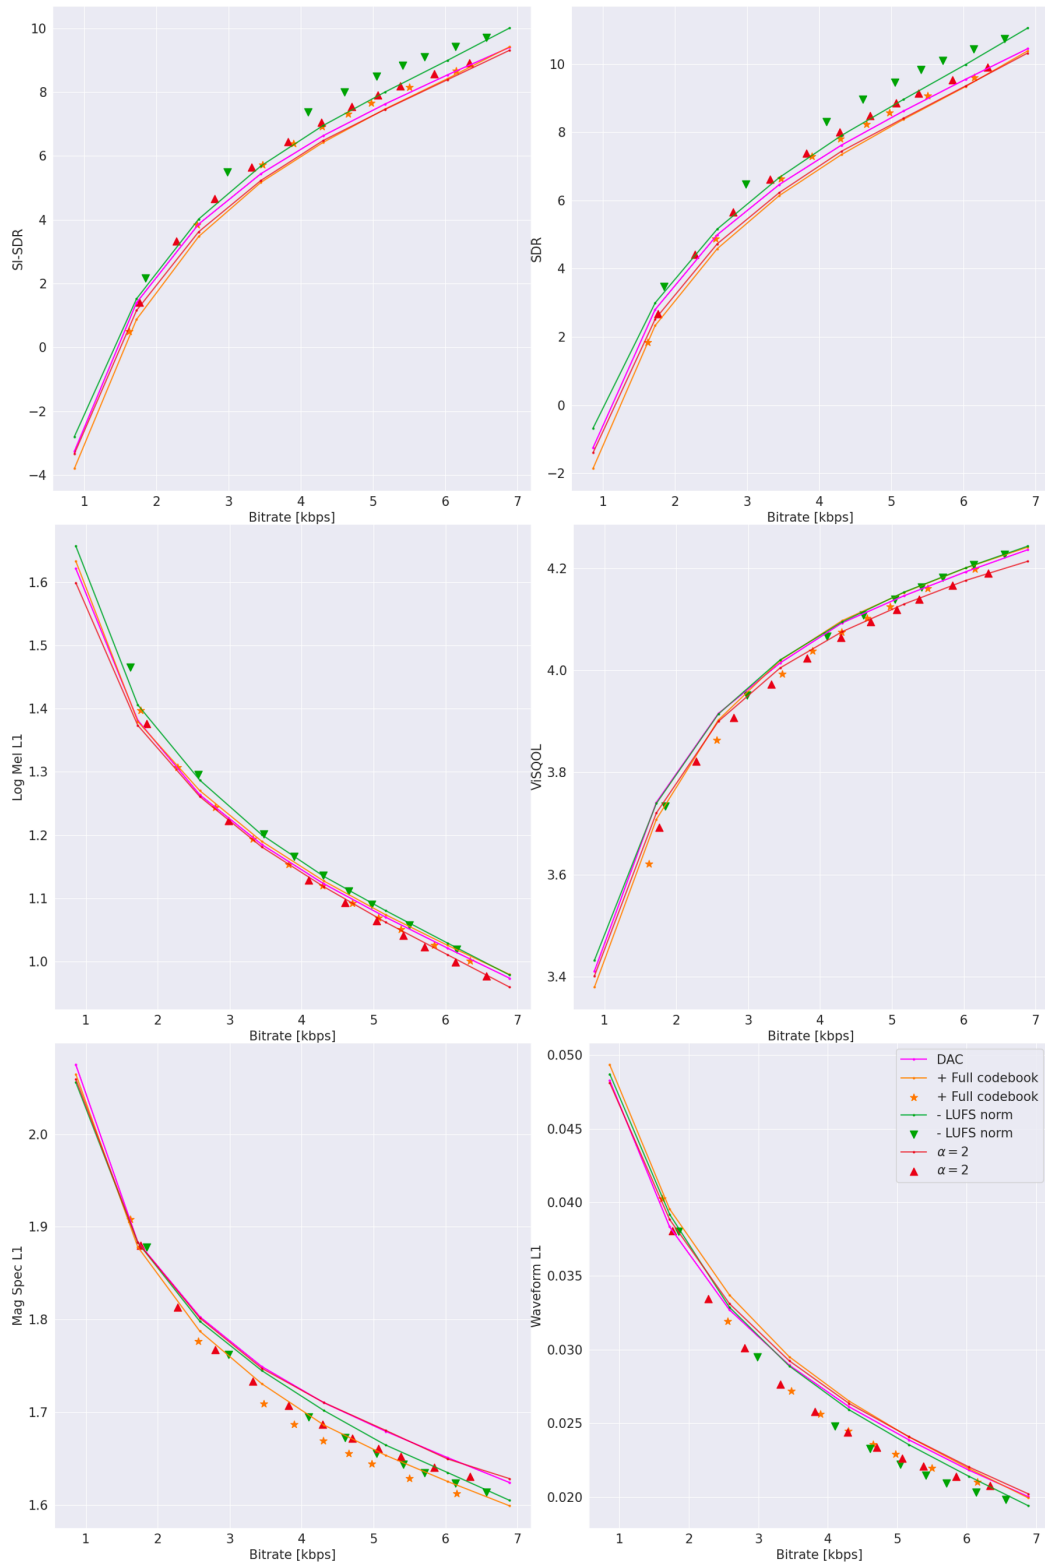 10
8
6
4
2
0
−2
−4
SI-SDR
1 2 3 4 5 6 7
Bitrate [kbps]
10
8
6
4
2
0
−2
SDR
1 2 3 4 5 6 7
Bitrate [kbps]
1.6
1.5
1.4
1.3
1.2
1.1
1.0
Log Mel L1
1 2 3 4 5 6 7
Bitrate [kbps]
4.2
4.0
3.8
3.6
3.4
ViSQOL
1 2 3 4 5 6 7
Bitrate [kbps]
2.0
1.9
1.8
1.7
1.6
Mag Spec L1
1 2 3 4 5 6 7
Bitrate [kbps]
0.050
0.045
0.040
0.035
0.030
0.025
0.020
Waveform L1
1 2 3 4 5 6 7
Bitrate [kbps]
DAC
+ Full codebook
+ Full codebook
- LUFS norm
- LUFS norm
α = 2
α = 2